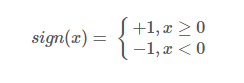 sign(x) = { +1, x ≥ 0
−1, x < 0